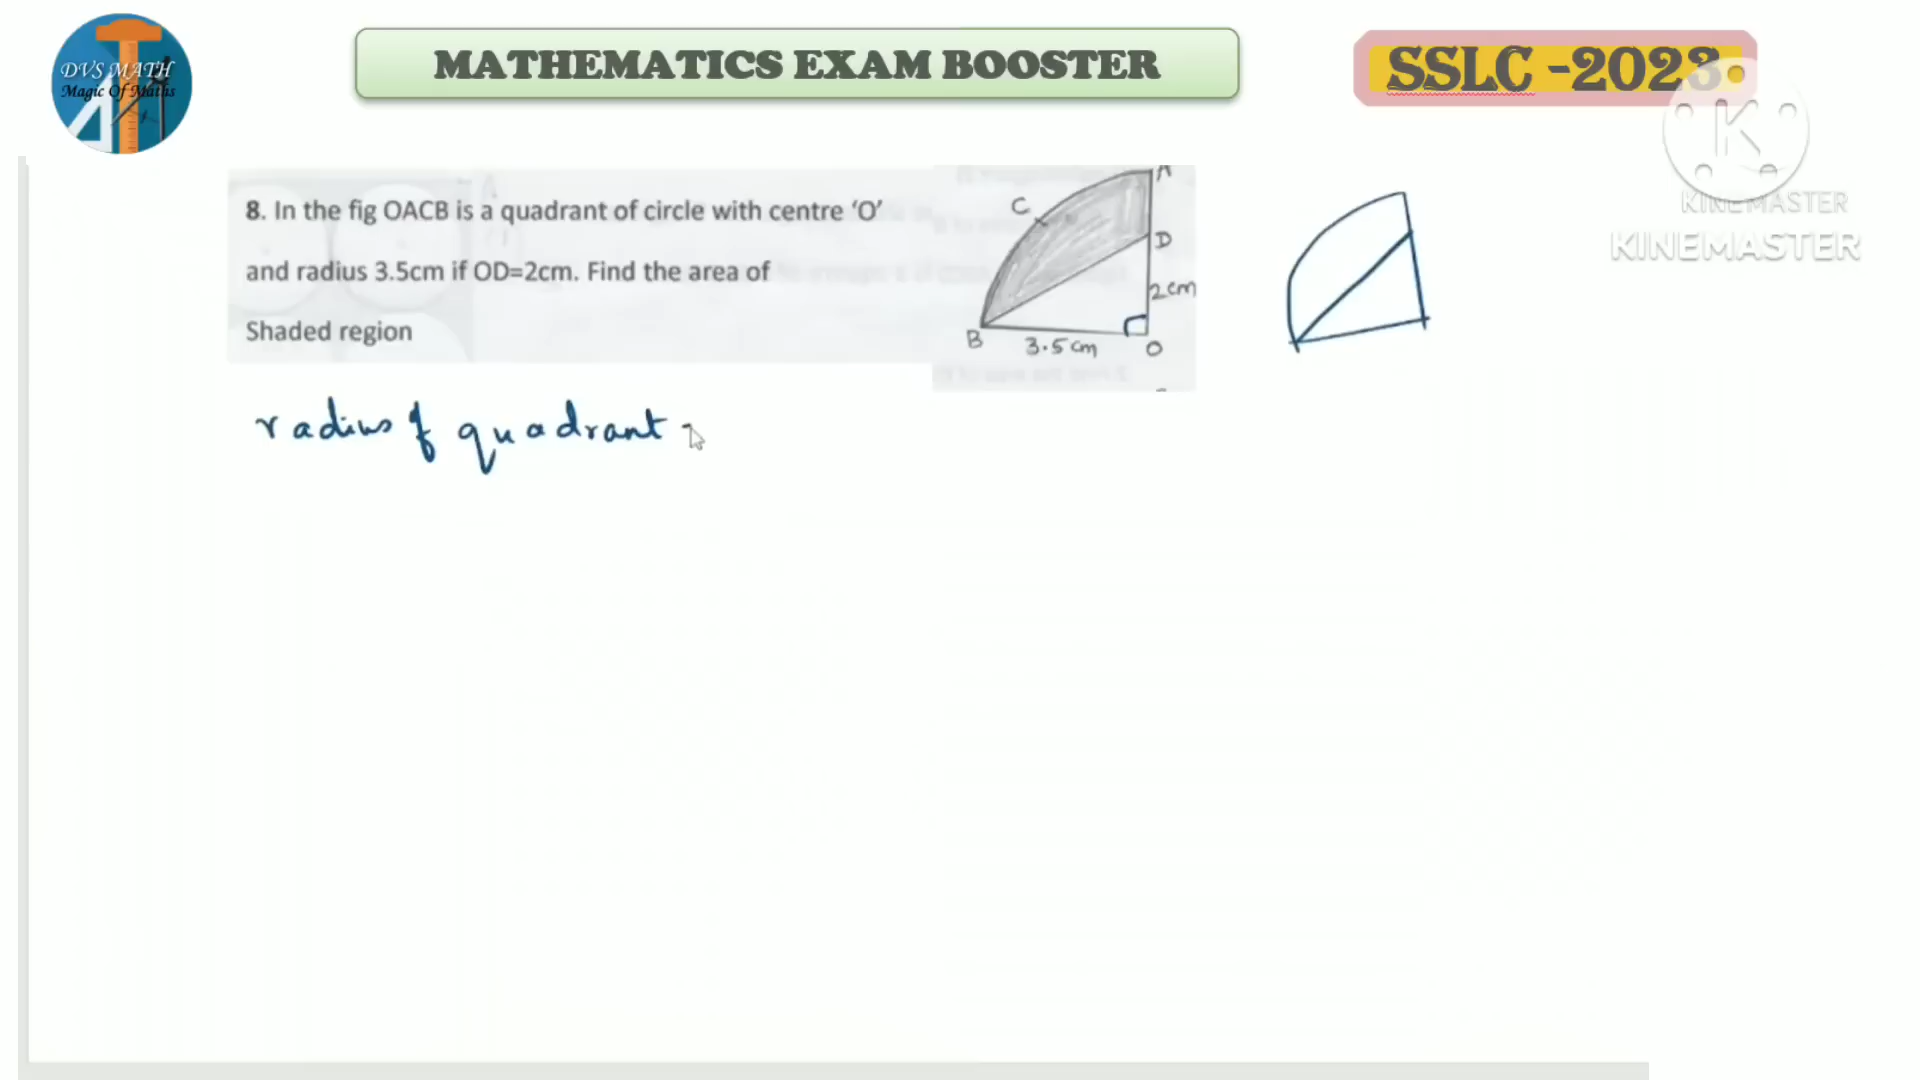 DVS MATH
Magic Of Maths
MATHEMATICS EXAM BOOSTER
SSLC -2023
K
KINEMASTER
KINEMASTER
8. In the fig OACB is a quadrant of circle with centre ‘O’
and radius 3.5cm if OD=2cm. Find the area of
Shaded region
A
C
D
2cm
B
3.5cm
O
radius of quadrant